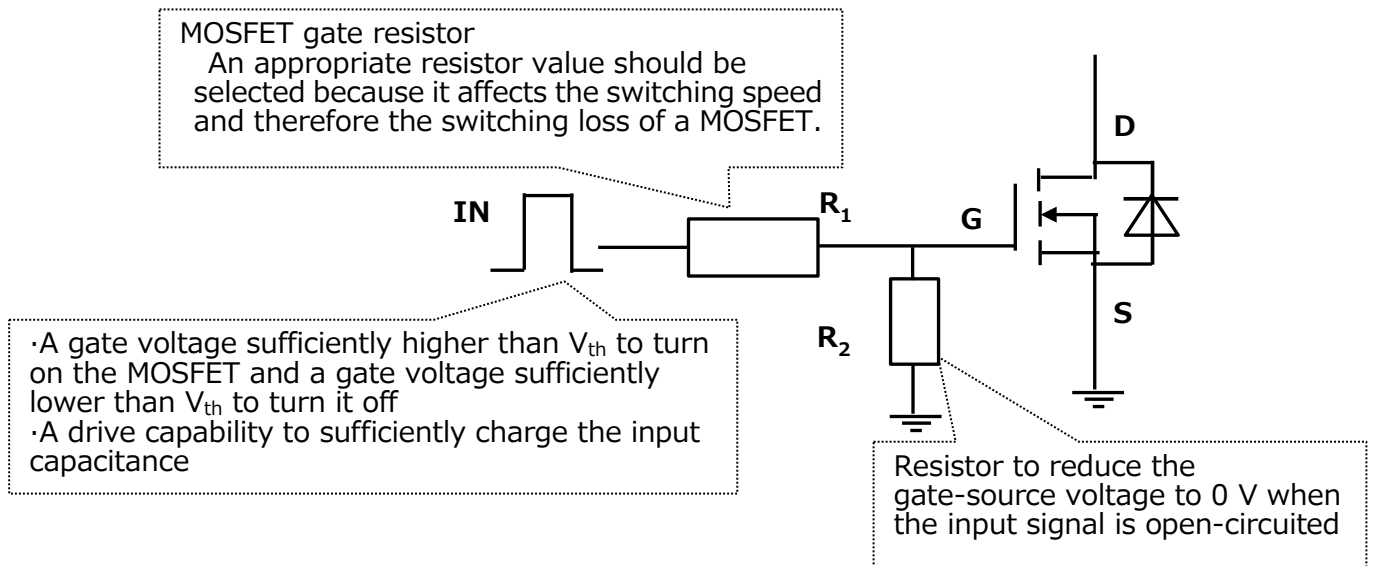 MOSFET gate resistor
An appropriate resistor value should be
selected because it affects the switching speed
and therefore the switching loss of a MOSFET.
D
IN
R₁
G
S
R₂
·A gate voltage sufficiently higher than Vₜₕ to turn
on the MOSFET and a gate voltage sufficiently
lower than Vₜₕ to turn it off
·A drive capability to sufficiently charge the input
capacitance
Resistor to reduce the
gate-source voltage to 0 V when
the input signal is open-circuited